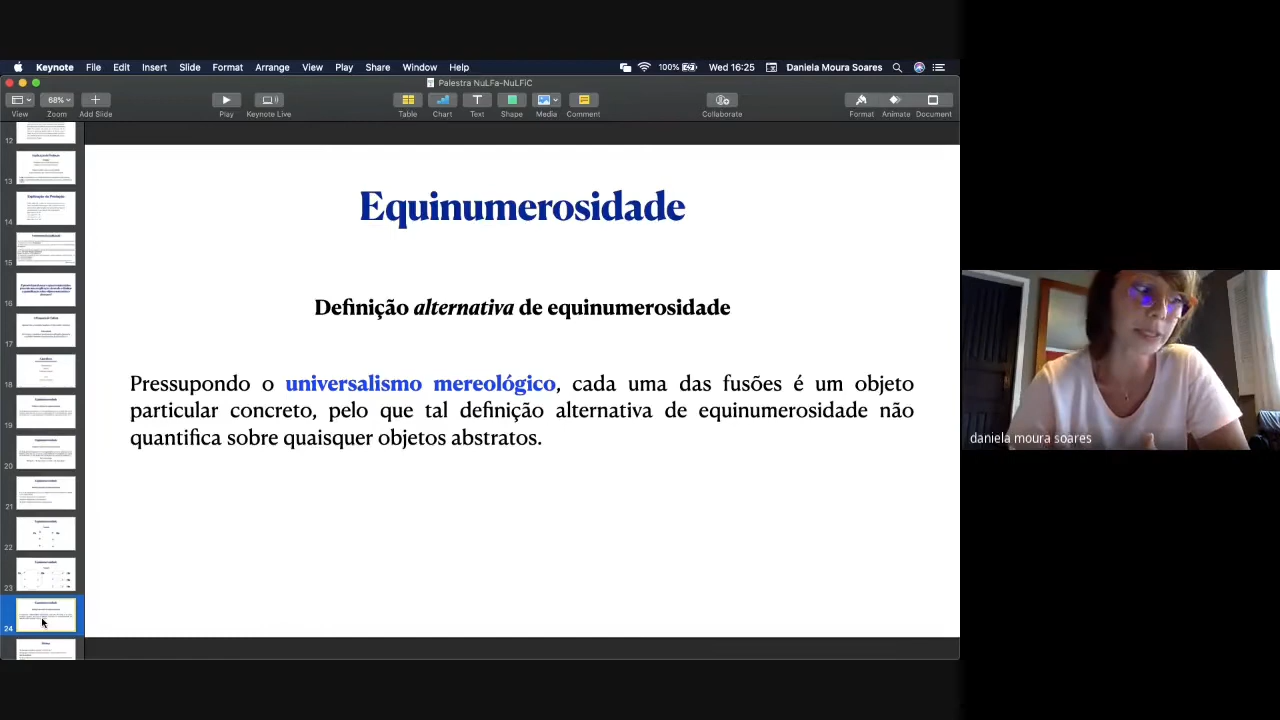 Keynote File Edit Insert Slide Format Arrange View Play Share Window Help 100% Wed 16:25 Daniela Moura Soares
Palestra NuLFa-NuLFiC
68%
View Zoom Add Slide Play Keynote Live Table Chart Text Shape Media Comment Collaborate Format Animate Document
Equinumerosidade
Definição alternativa de equinumerosidade
Pressupondo o universalismo mereológico, cada uma das fusões é um objeto
particular concreto, pelo que tal definição alternativa de equinumerosidade não
quantifica sobre quaisquer objetos abstratos.
12
13
14
15
16
17
18
19
20
21
22
23
24
daniela moura soares